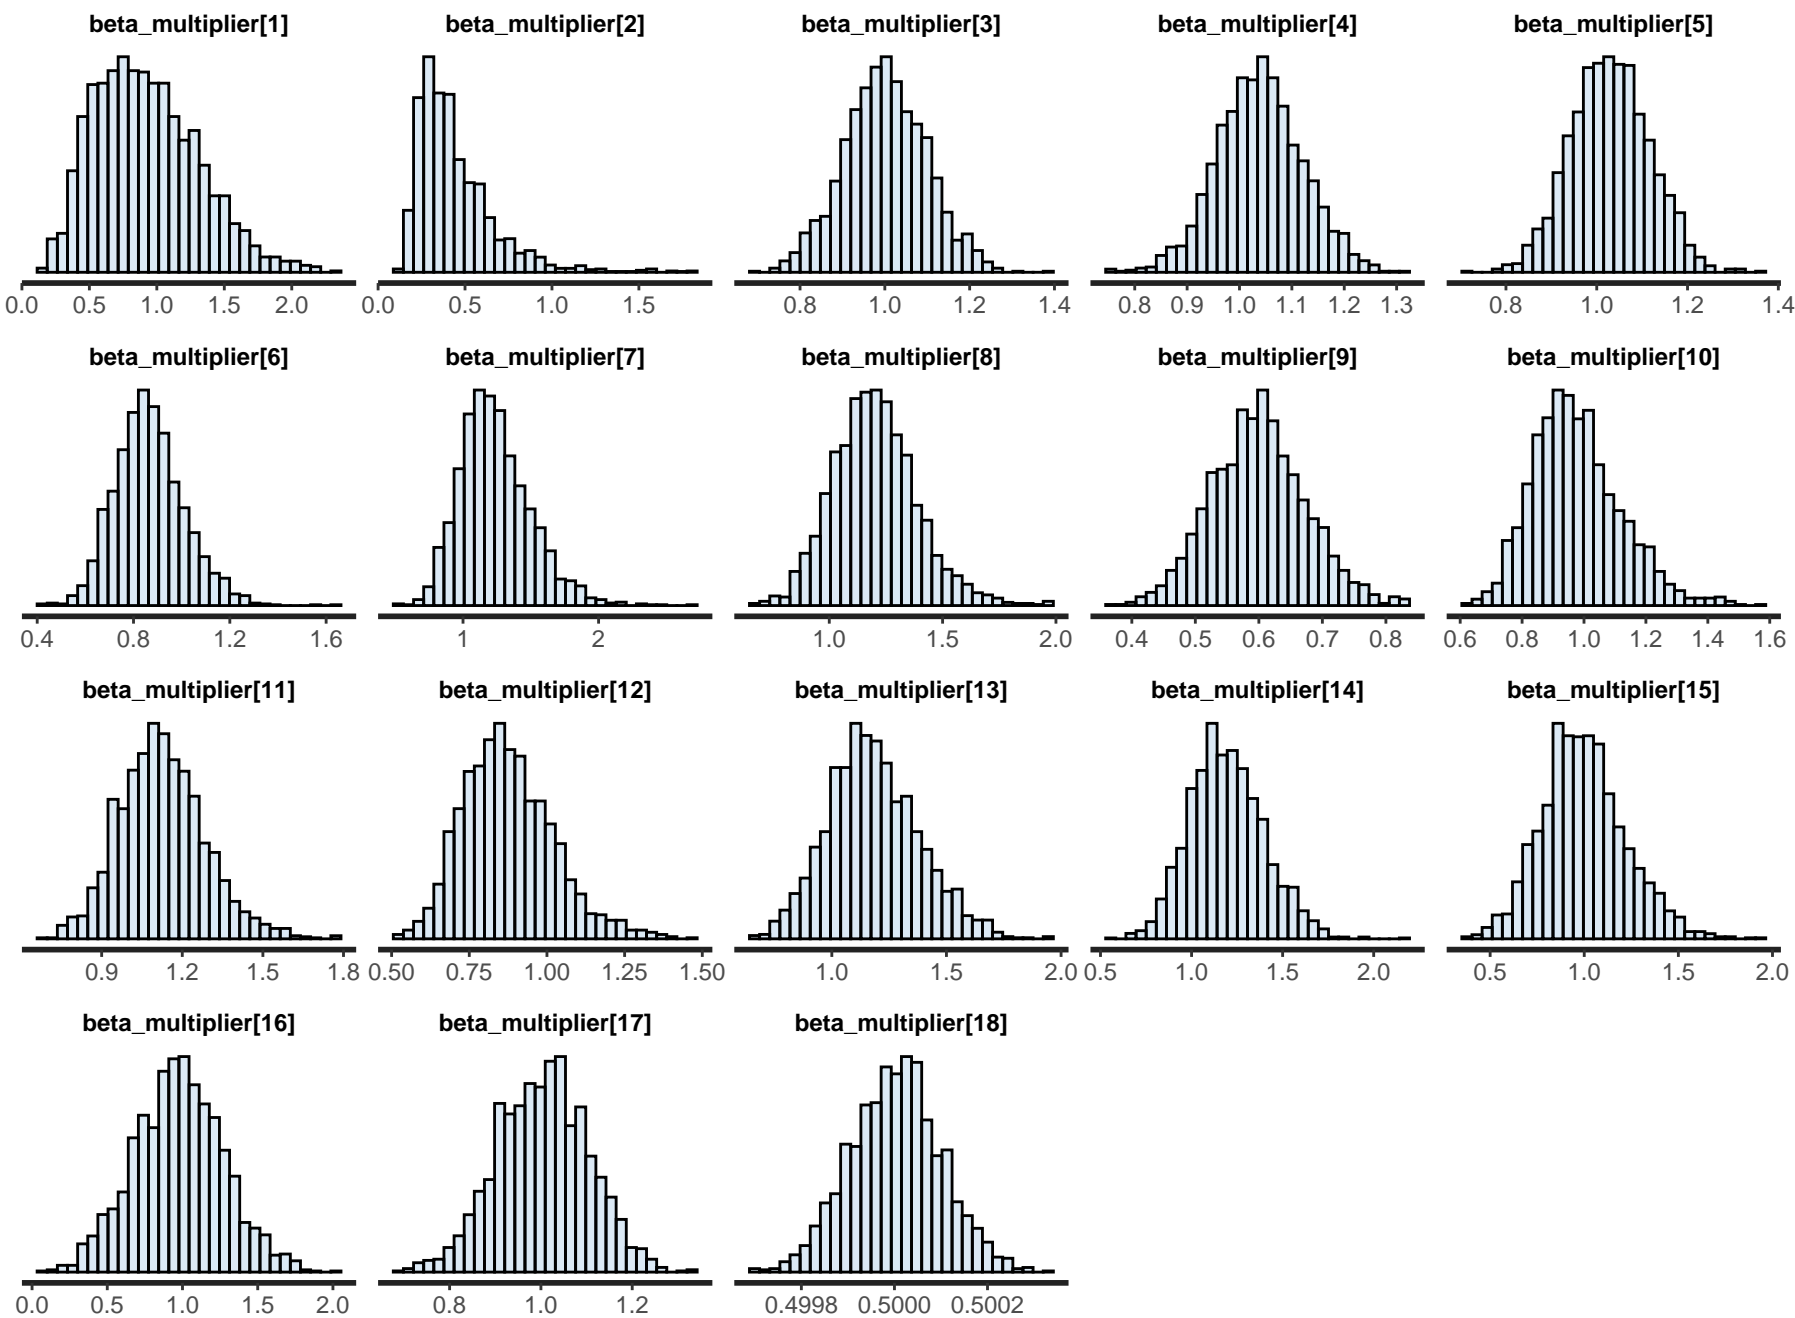 beta_multiplier[1] beta_multiplier[2] beta_multiplier[3] beta_multiplier[4] beta_multiplier[5]
0.0 0.5 1.0 1.5 2.0 0.0 0.5 1.0 1.5 0.8 1.0 1.2 1.4 0.8 0.9 1.0 1.1 1.2 1.3 0.8 1.0 1.2 1.4
beta_multiplier[6] beta_multiplier[7] beta_multiplier[8] beta_multiplier[9] beta_multiplier[10]
0.4 0.8 1.2 1.6 1 2 1.0 1.5 2.0 0.4 0.5 0.6 0.7 0.8 0.6 0.8 1.0 1.2 1.4 1.6
beta_multiplier[11] beta_multiplier[12] beta_multiplier[13] beta_multiplier[14] beta_multiplier[15]
0.9 1.2 1.5 1.8 0.50 0.75 1.00 1.25 1.50 1.0 1.5 2.0 0.5 1.0 1.5 2.0 0.5 1.0 1.5 2.0
beta_multiplier[16] beta_multiplier[17] beta_multiplier[18]
0.0 0.5 1.0 1.5 2.0 0.8 1.0 1.2 0.4998 0.5000 0.5002